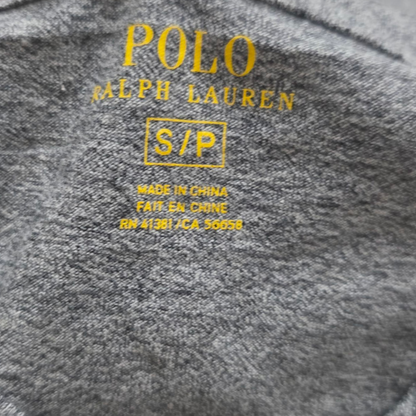 POLO
RALPH LAUREN
S/P
MADE IN CHINA
FAIT EN CHINE
RN 41381/CA 56658